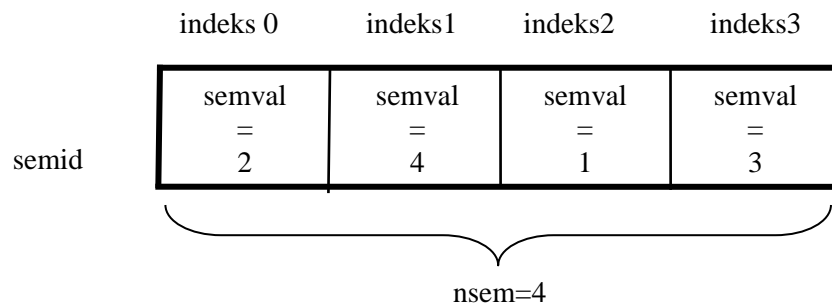 indeks 0 indeks1 indeks2 indeks3
semval semval semval semval
= = = =
semid 2 4 1 3
nsem=4